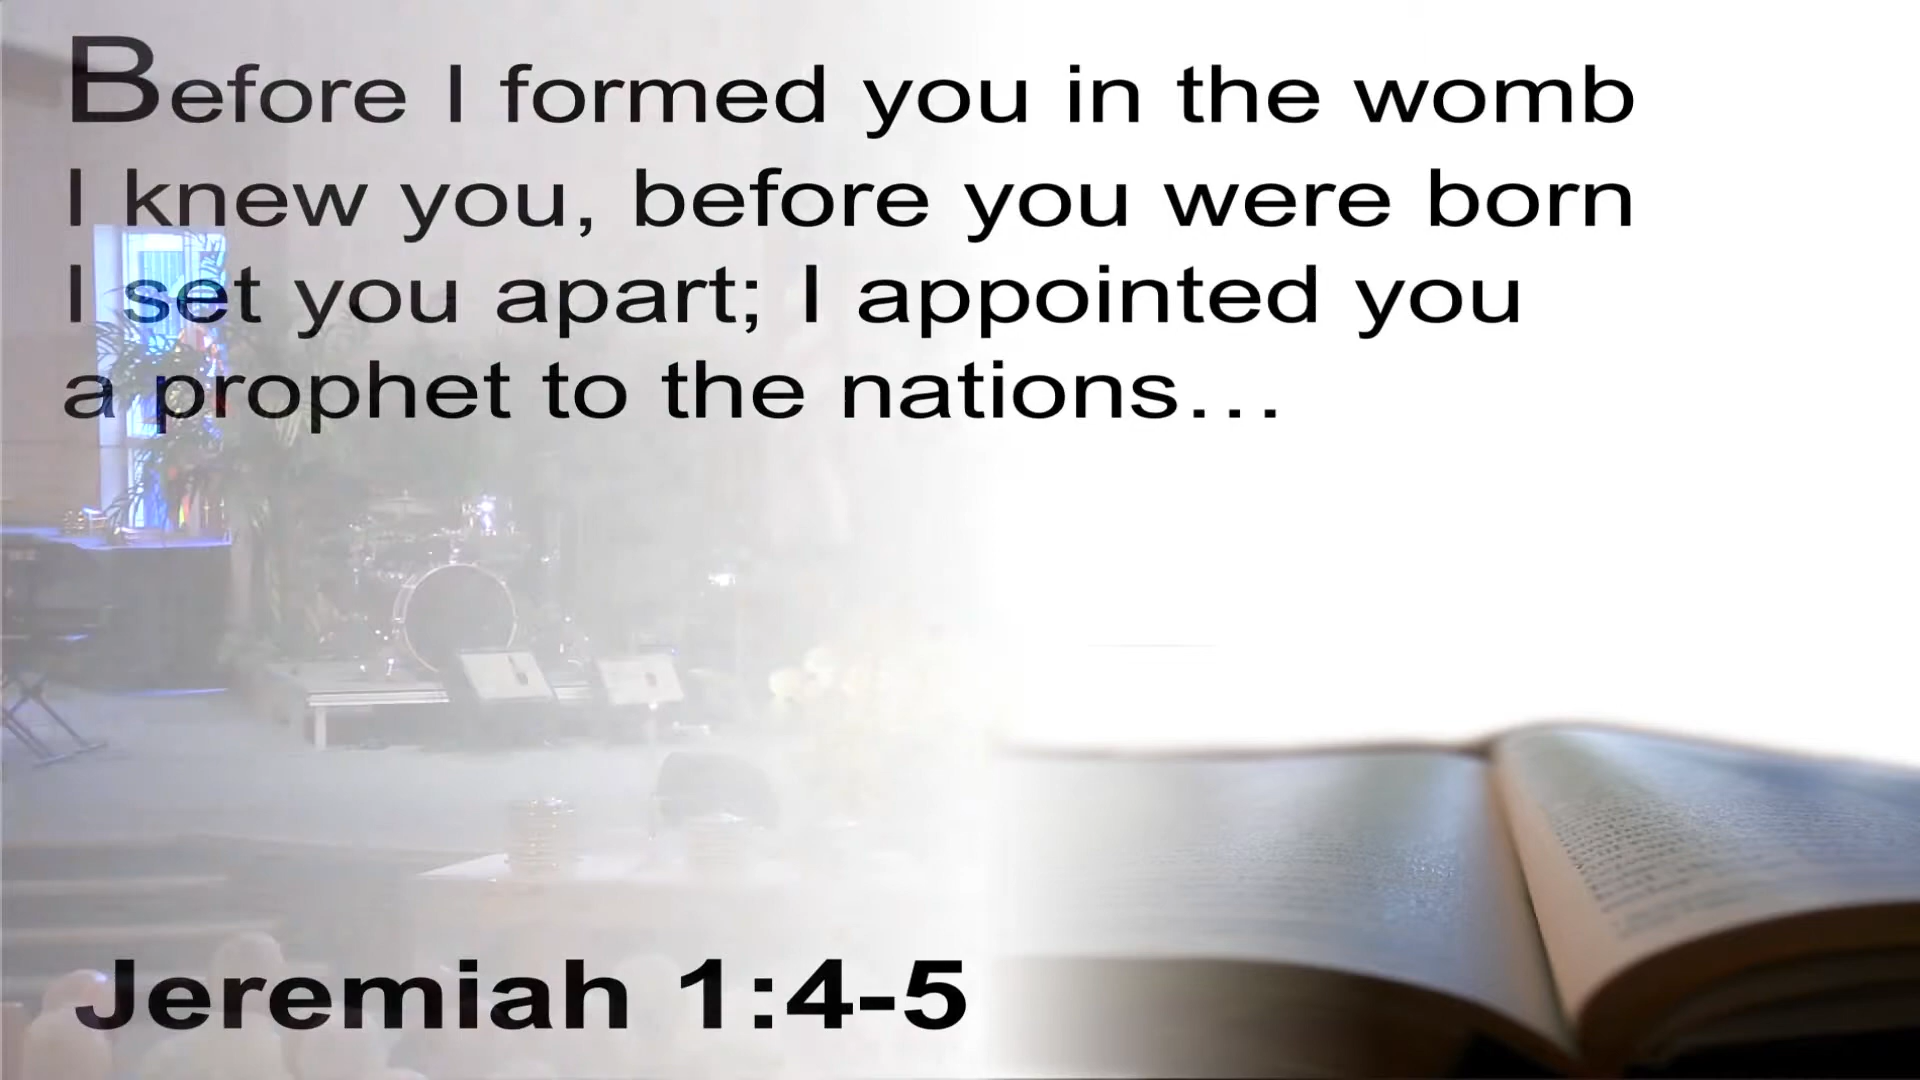 Before I formed you in the womb
I knew you, before you were born
I set you apart; I appointed you
a prophet to the nations…
Jeremiah 1:4-5